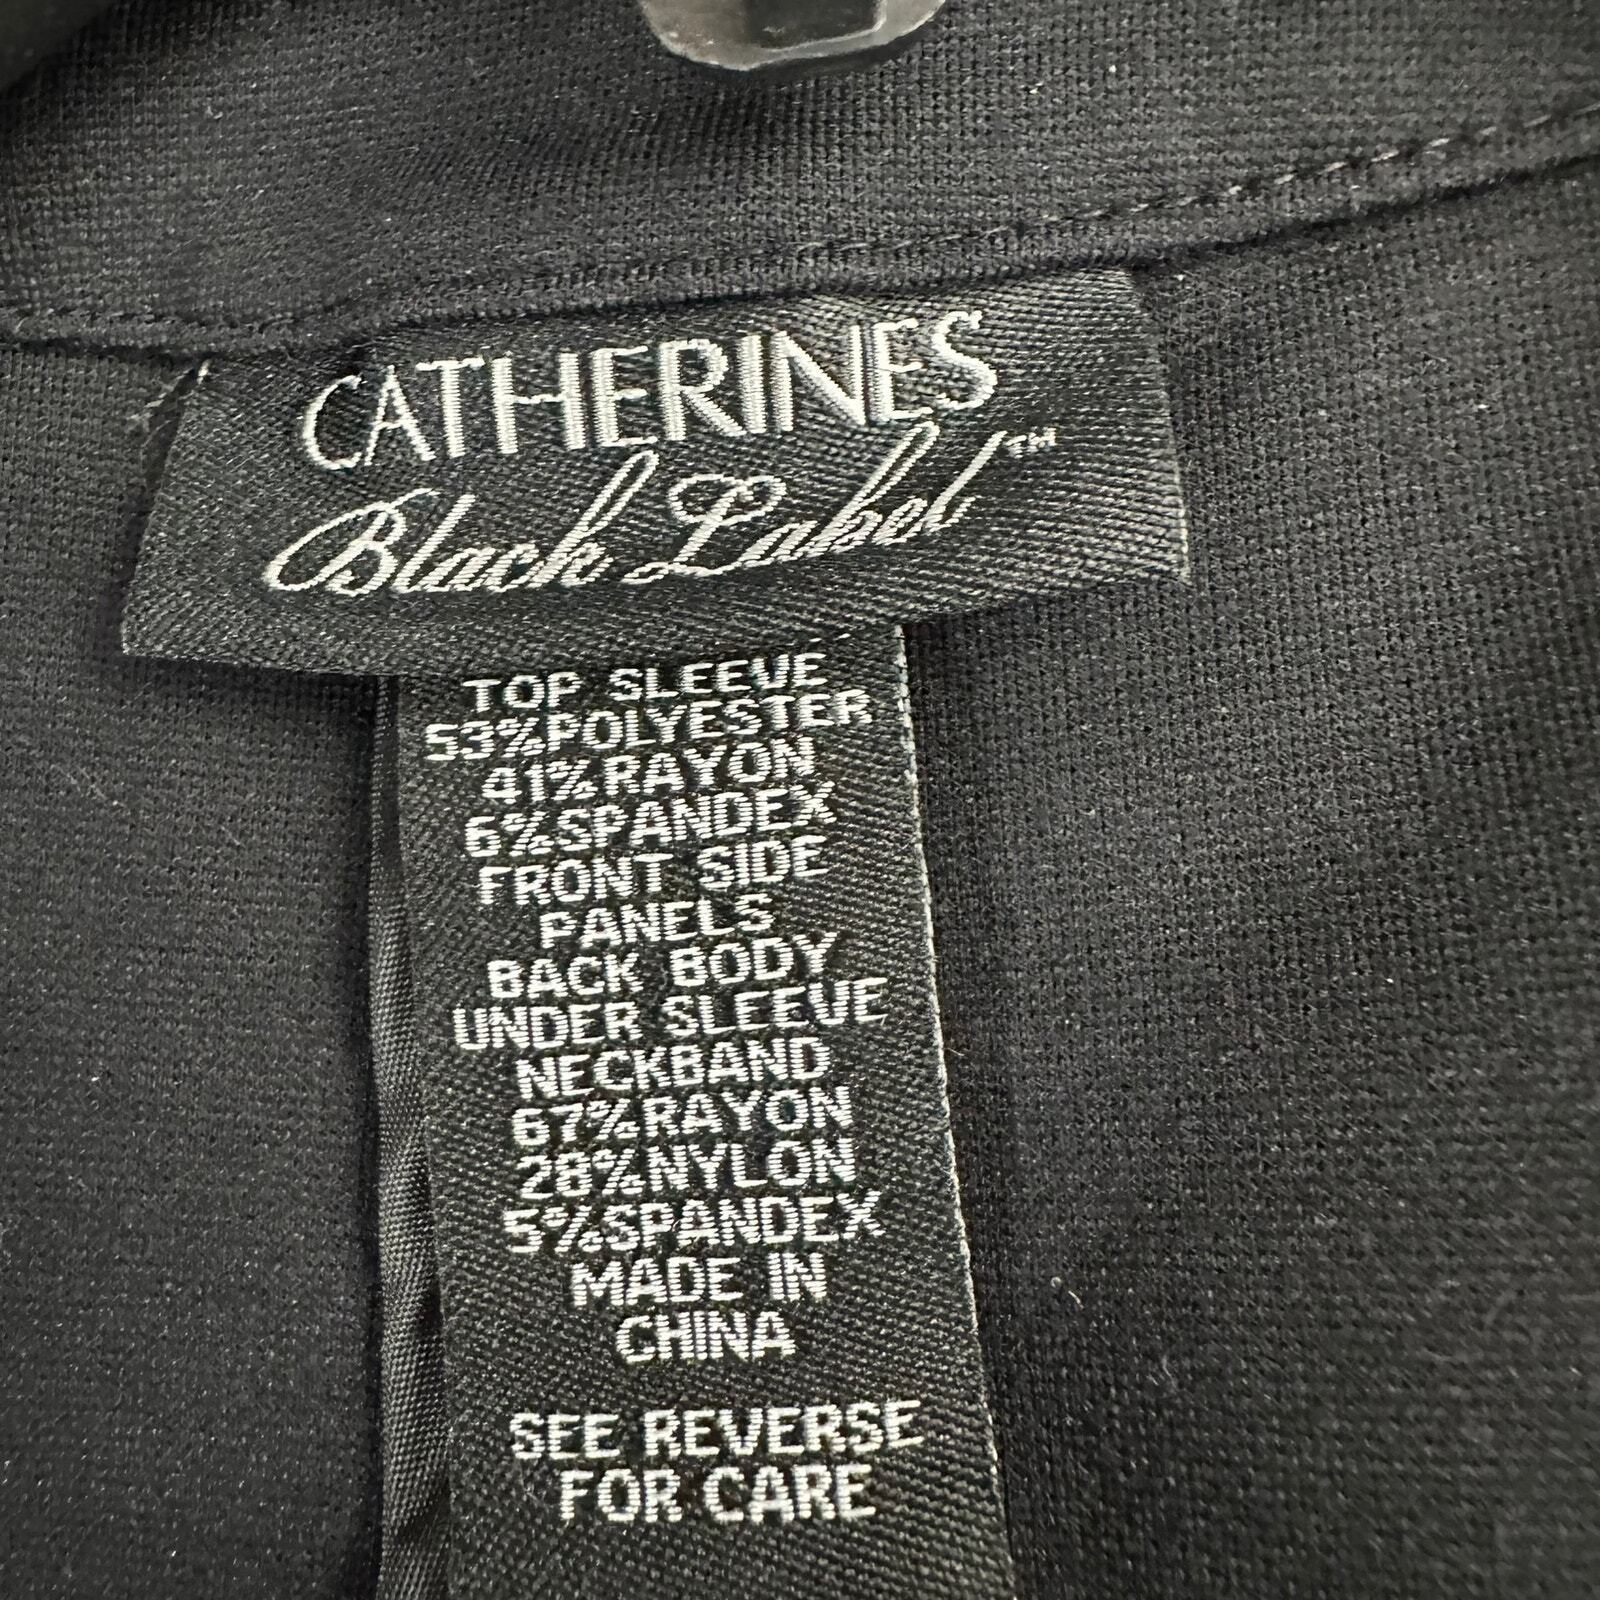 CATHERINES
Black Label™
TOP SLEEVE
53%POLYESTER
41%RAYON
6%SPANDEX
FRONT SIDE
PANELS
BACK BODY
UNDER SLEEVE
NECKBAND
67%RAYON
28%NYLON
5%SPANDEX
MADE IN
CHINA
SEE REVERSE
FOR CARE